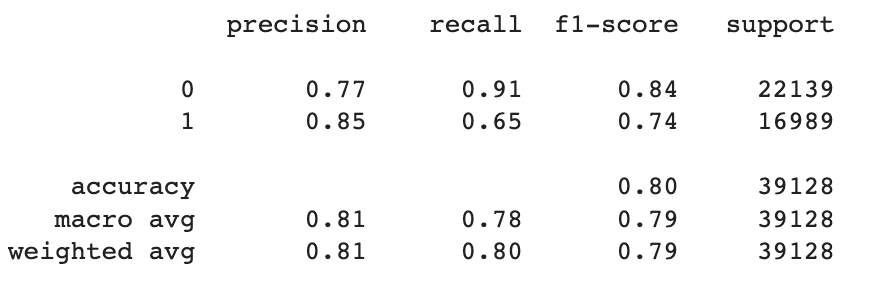 precision recall f1-score support
0 0.77 0.91 0.84 22139
1 0.85 0.65 0.74 16989
accuracy 0.80 39128
macro avg 0.81 0.78 0.79 39128
weighted avg 0.81 0.80 0.79 39128